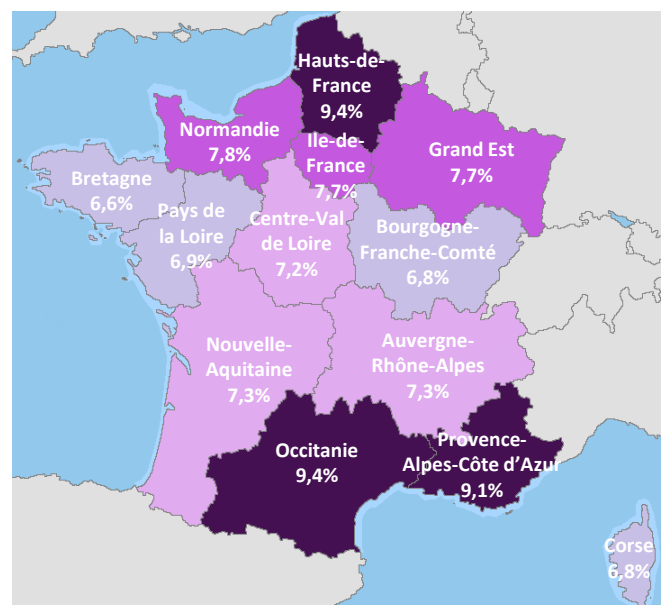 Hauts-de-
France
9,4%
Normandie
7,8%
Ile-de-
France
7,7%
Grand Est
7,7%
Bretagne
6,6%
Pays de
la Loire
6,9%
Centre-Val
de Loire
7,2%
Bourgogne-
Franche-Comté
6,8%
Nouvelle-
Aquitaine
7,3%
Auvergne-
Rhône-Alpes
7,3%
Occitanie
9,4%
Provence-
Alpes-Côte d’Azur
9,1%
Corse
6,8%